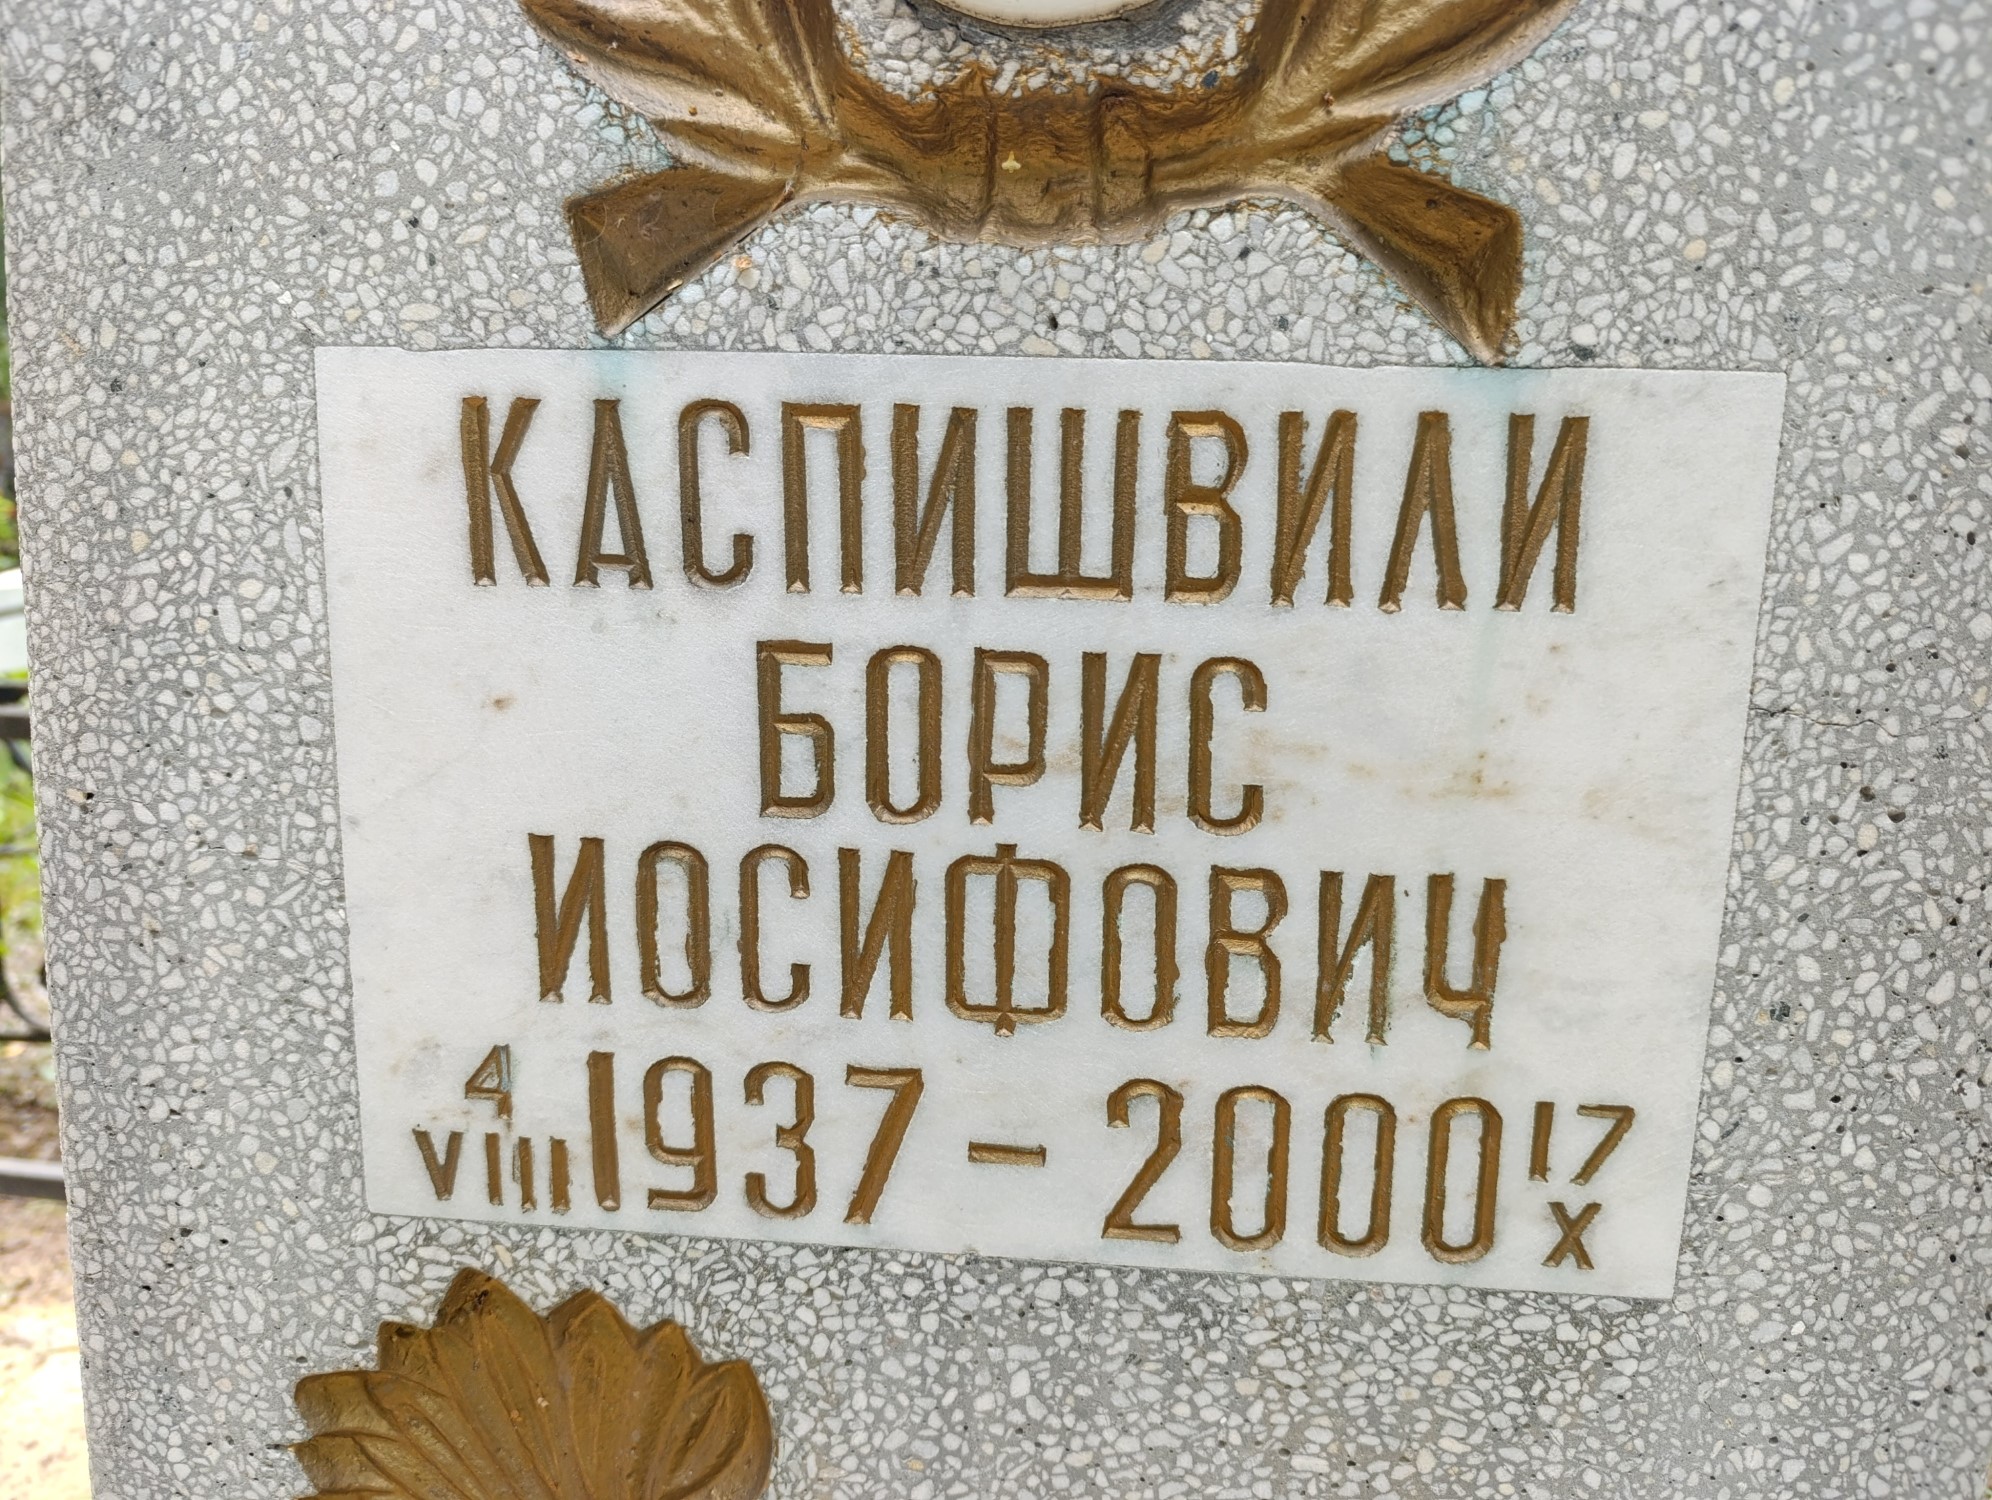 КАСПИШВИЛИ
БОРИС
ИОСИФОВИЧ
4 VIII 1937 – 2000 17 X